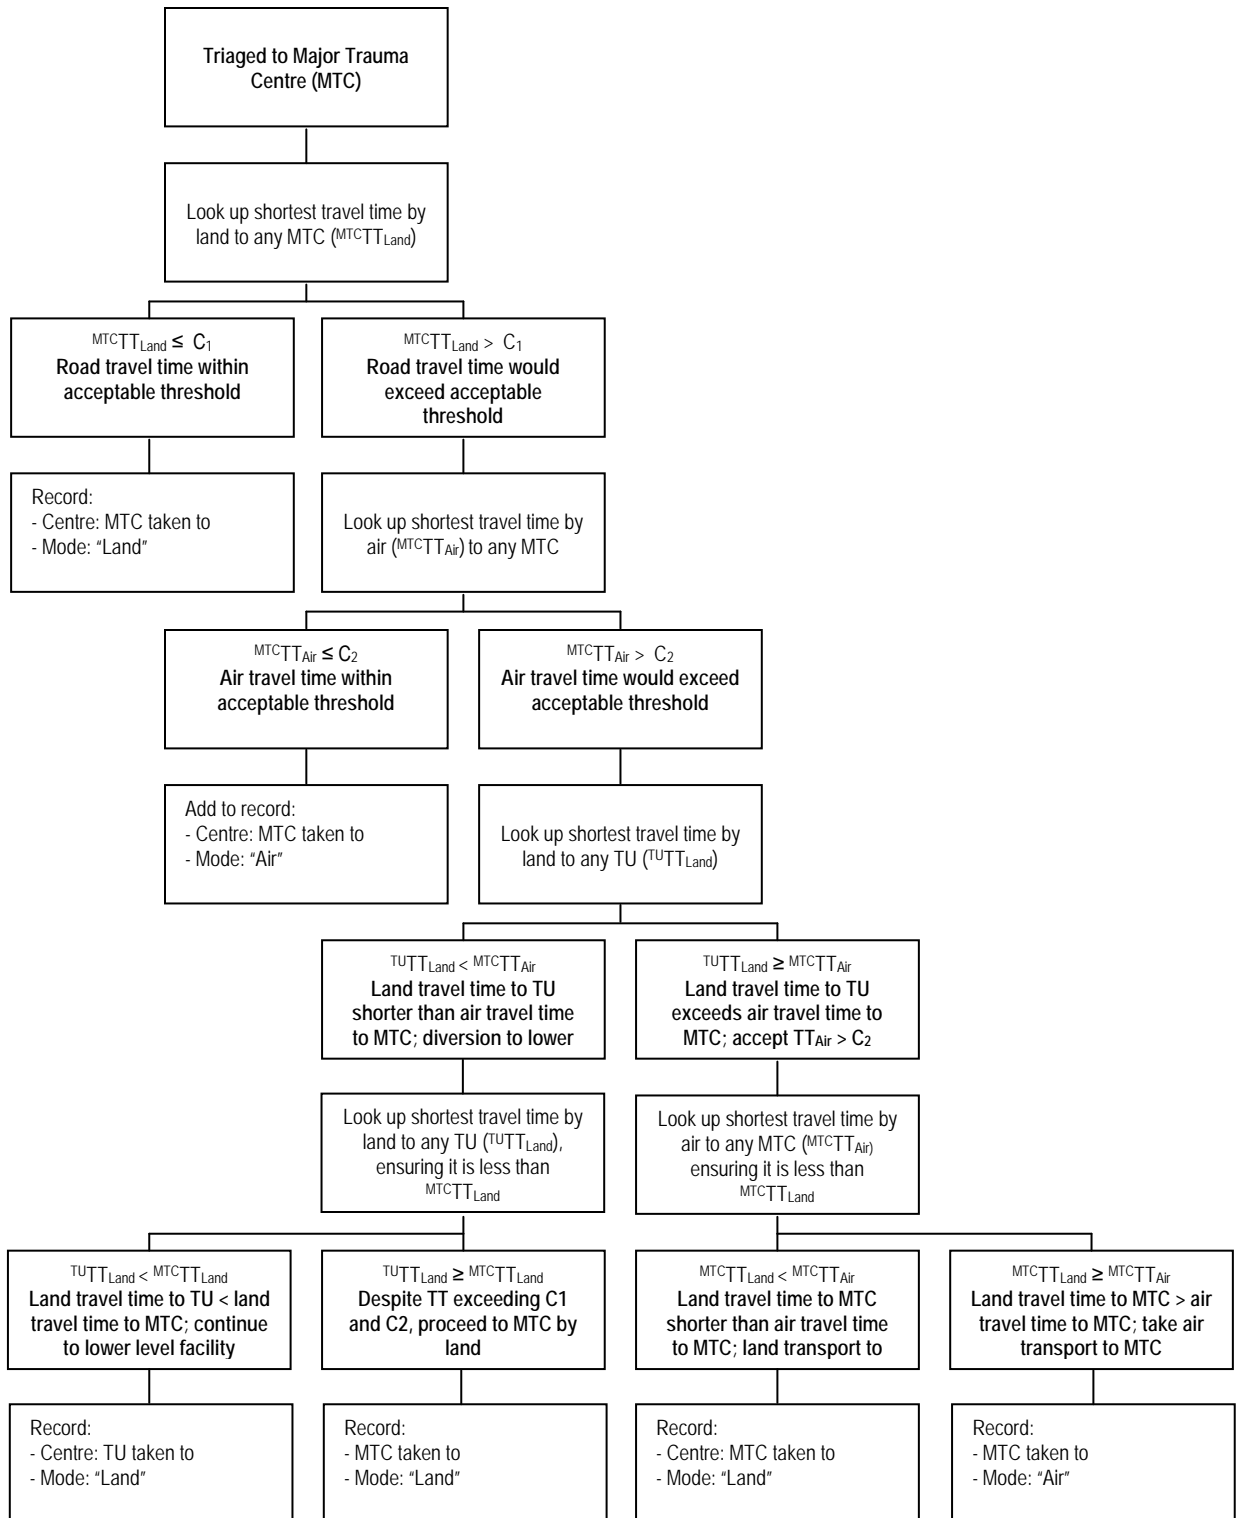 Triaged to Major Trauma
Centre (MTC)
Look up shortest travel time by
land to any MTC (MTCTTLand)
MTCTTLand ≤ C1
Road travel time within
acceptable threshold
MTCTTLand > C1
Road travel time would
exceed acceptable
threshold
Record:
- Centre: MTC taken to
- Mode: "Land"
Look up shortest travel time by
air (MTCTTAir) to any MTC
MTCTTAir ≤ C2
Air travel time within
acceptable threshold
MTCTTAir > C2
Air travel time would exceed
acceptable threshold
Add to record:
- Centre: MTC taken to
- Mode: "Air"
Look up shortest travel time by
land to any TU (TUTTLand)
TUTTLand < MTCTTAir
Land travel time to TU
shorter than air travel time
to MTC; diversion to lower
TUTTLand ≥ MTCTTAir
Land travel time to TU
exceeds air travel time to
MTC; accept TTAir > C2
Look up shortest travel time by
land to any TU (TUTTLand),
ensuring it is less than
MTCTTLand
Look up shortest travel time by
air to any MTC (MTCTTAir)
ensuring it is less than
MTCTTLand
TUTTLand < MTCTTLand
Land travel time to TU < land
travel time to MTC; continue
to lower level facility
TUTTLand ≥ MTCTTLand
Despite TT exceeding C1
and C2, proceed to MTC by
land
MTCTTLand < MTCTTAir
Land travel time to MTC
shorter than air travel time
to MTC; land transport to
MTCTTLand ≥ MTCTTAir
Land travel time to MTC > air
travel time to MTC; take air
transport to MTC
Record:
- Centre: TU taken to
- Mode: "Land"
Record:
- MTC taken to
- Mode: "Land"
Record:
- Centre: MTC taken to
- Mode: "Land"
Record:
- MTC taken to
- Mode: "Air"